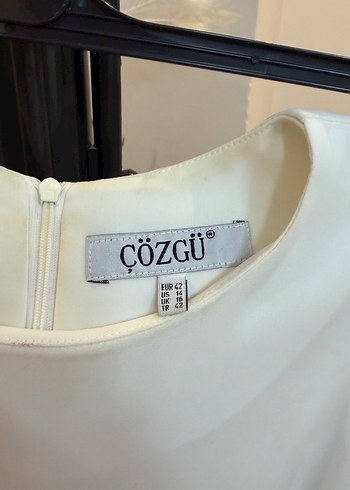 ÇÖZGÜ®
EUR 42
US 14
UK 16
TR 42